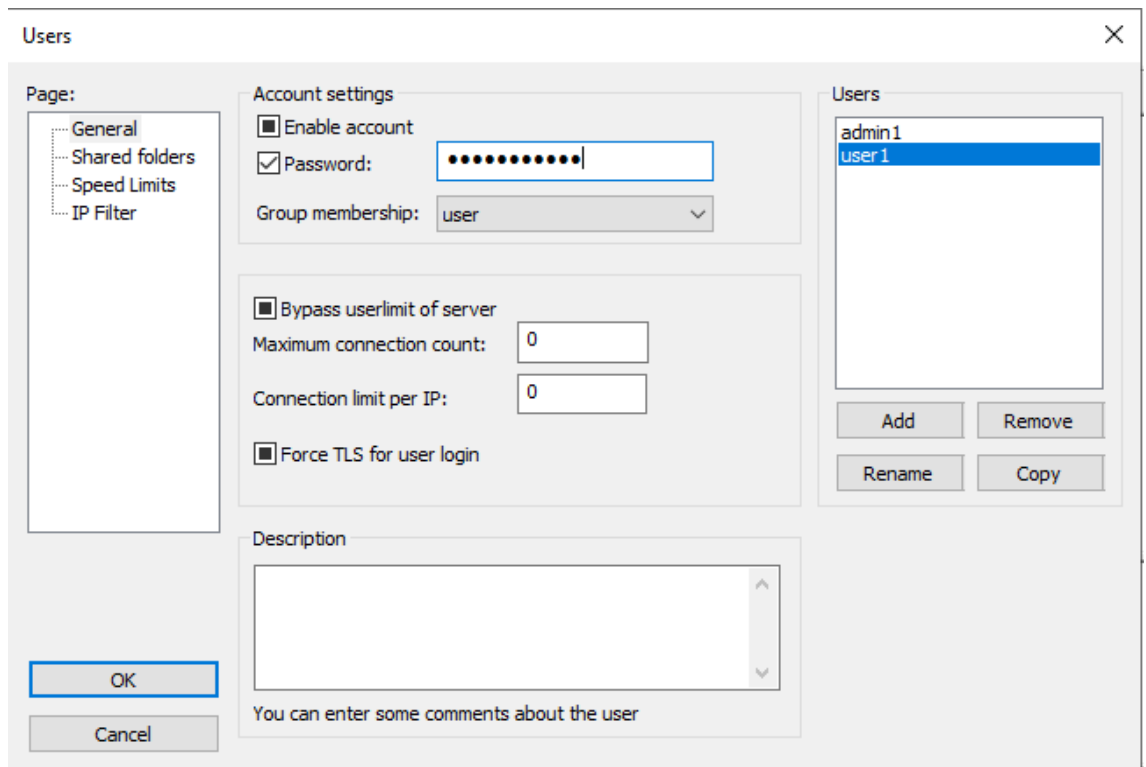 Users
Page:
General
Shared folders
Speed Limits
IP Filter
OK
Cancel
Account settings
Enable account
Password: •••••••••••
Group membership: user
Bypass userlimit of server
Maximum connection count: 0
Connection limit per IP: 0
Force TLS for user login
Description
You can enter some comments about the user
Users
admin1
user1
Add Remove
Rename Copy